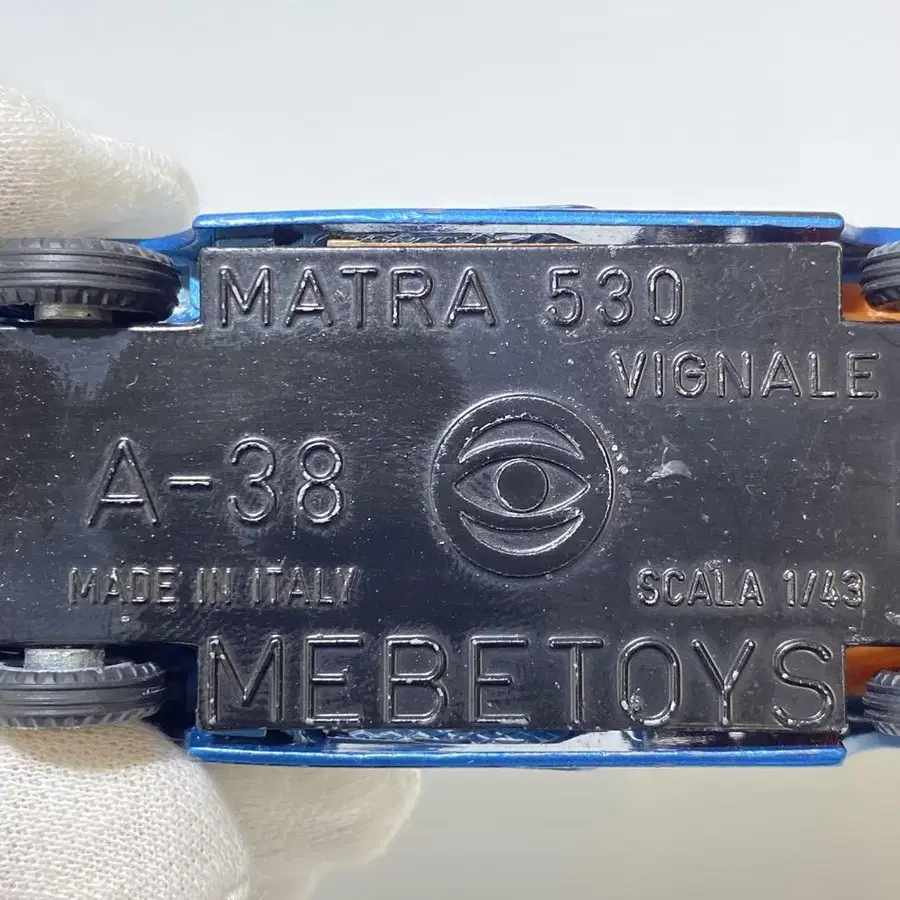 MATRA 530
VIGNALE
A-38
MADE IN ITALY
SCALA 1/43
MEBETOYS